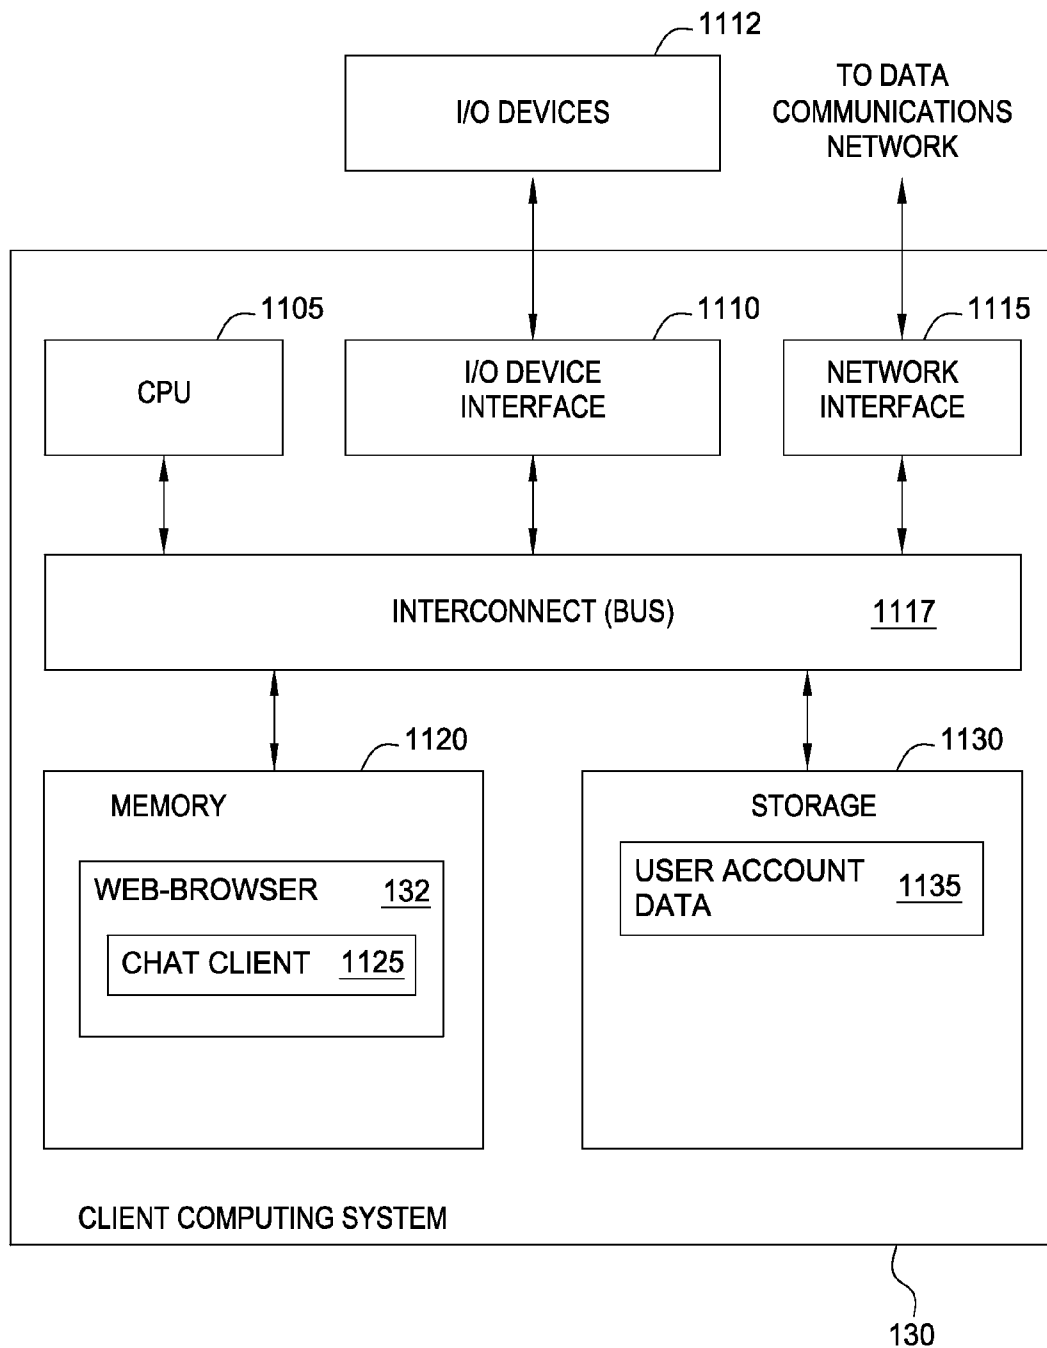 1112
I/O DEVICES
TO DATA
COMMUNICATIONS
NETWORK
1105
1110
1115
CPU
I/O DEVICE
INTERFACE
NETWORK
INTERFACE
INTERCONNECT (BUS) 1117
1120
1130
MEMORY
STORAGE
WEB-BROWSER 132
CHAT CLIENT 1125
USER ACCOUNT
DATA
1135
CLIENT COMPUTING SYSTEM
130